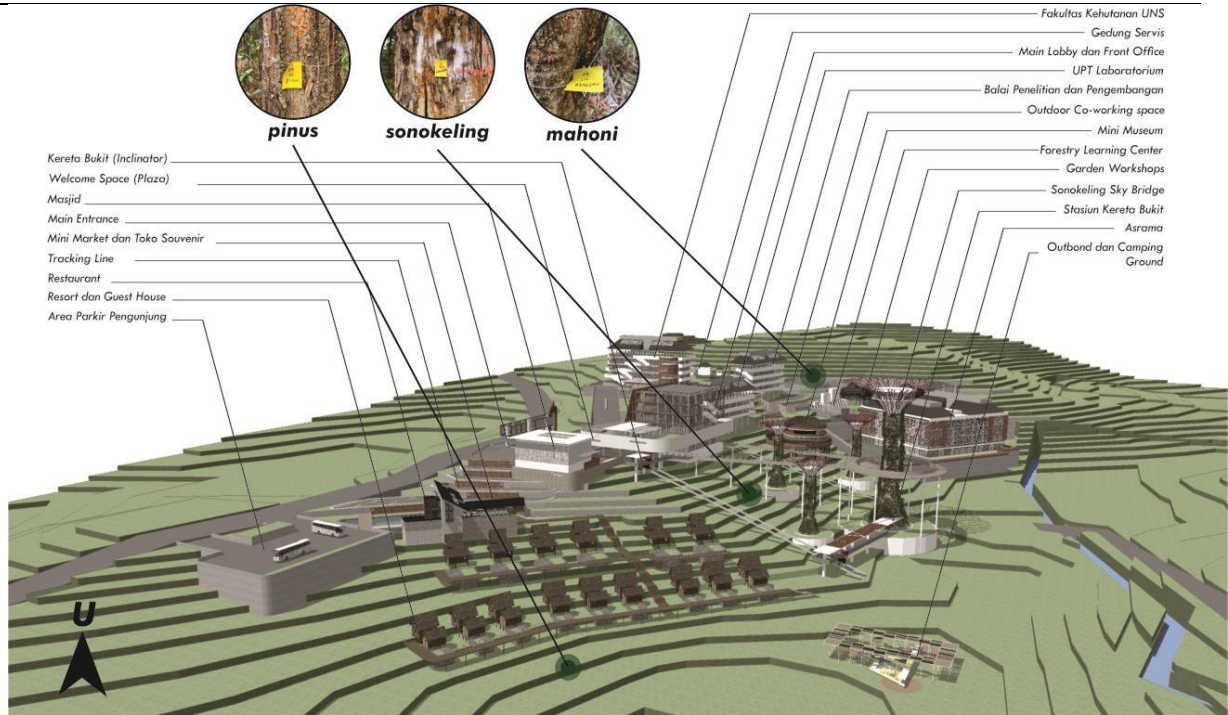 pinus
sonokeling
mahoni
Kereta Bukit (Inclinator)
Welcome Space (Plaza)
Masjid
Main Entrance
Mini Market dan Toko Souvenir
Tracking Line
Restaurant
Resort dan Guest House
Area Parkir Pengunjung
Fakultas Kehutanan UNS
Gedung Servis
Main Lobby dan Front Office
UPT Laboratorium
Balai Penelitian dan Pengembangan
Outdoor Co-working space
Mini Museum
Forestry Learning Center
Garden Workshops
Sonokeling Sky Bridge
Stasiun Kereta Bukit
Asrama
Outbond dan Camping
Ground
U